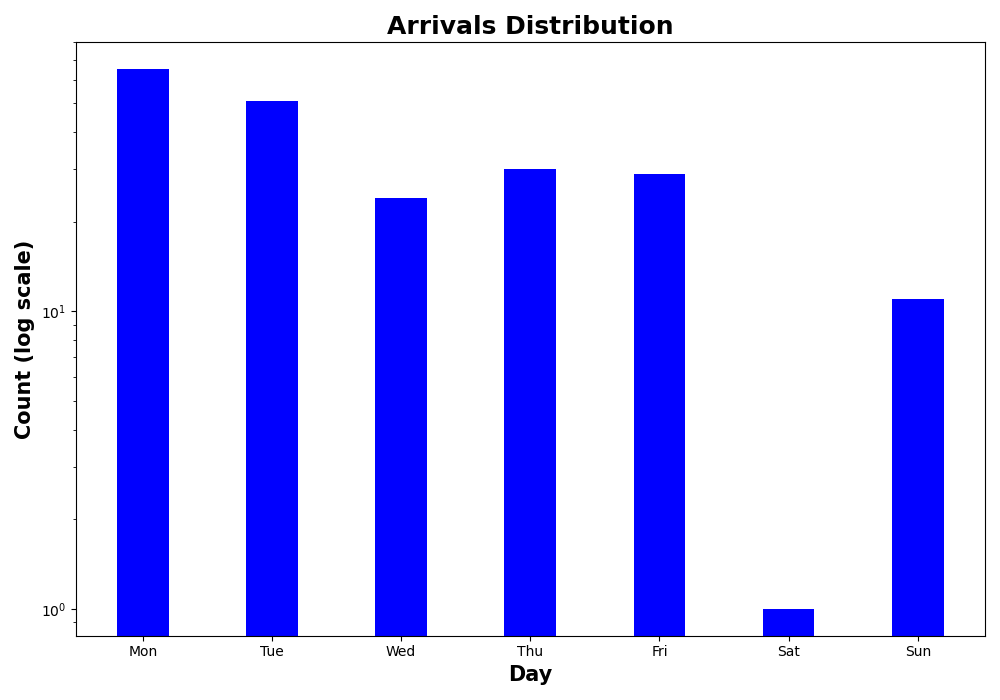 Arrivals Distribution
Count (log scale)
10¹
10⁰
Mon Tue Wed Thu Fri Sat Sun
Day